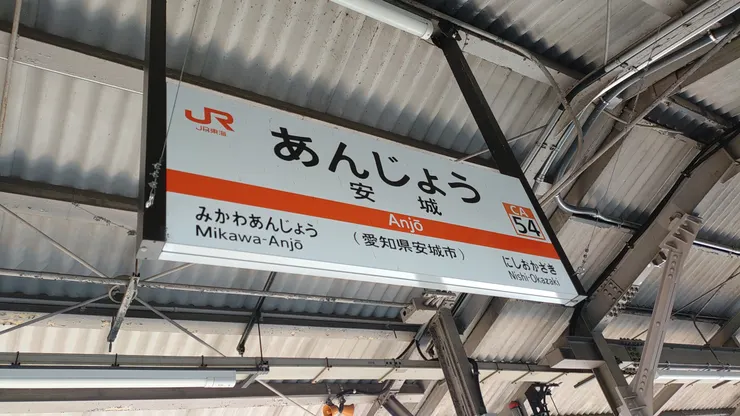 JR
JR東海
あんじょう
安城
Anjō
CA
54
みかわあんじょう
Mikawa-Anjō
（愛知県安城市）
にしおかざき
Nishi-Okazaki